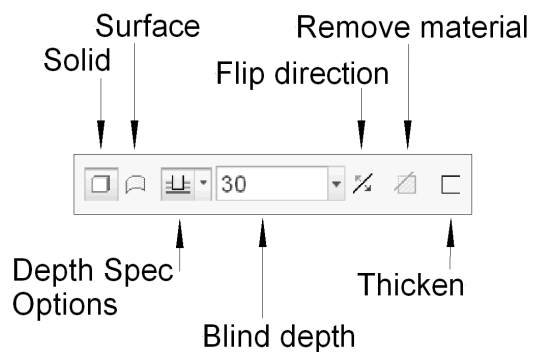 Surface
Remove material
Solid
Flip direction
30
Depth Spec
Options
Thicken
Blind depth